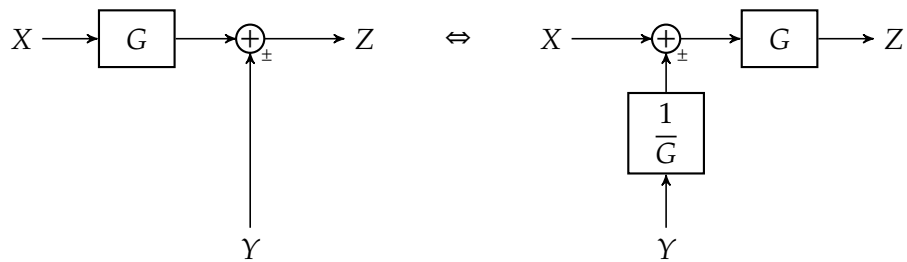 X G + ± Z ⇔ X + ± G Z
1
G
Y Y